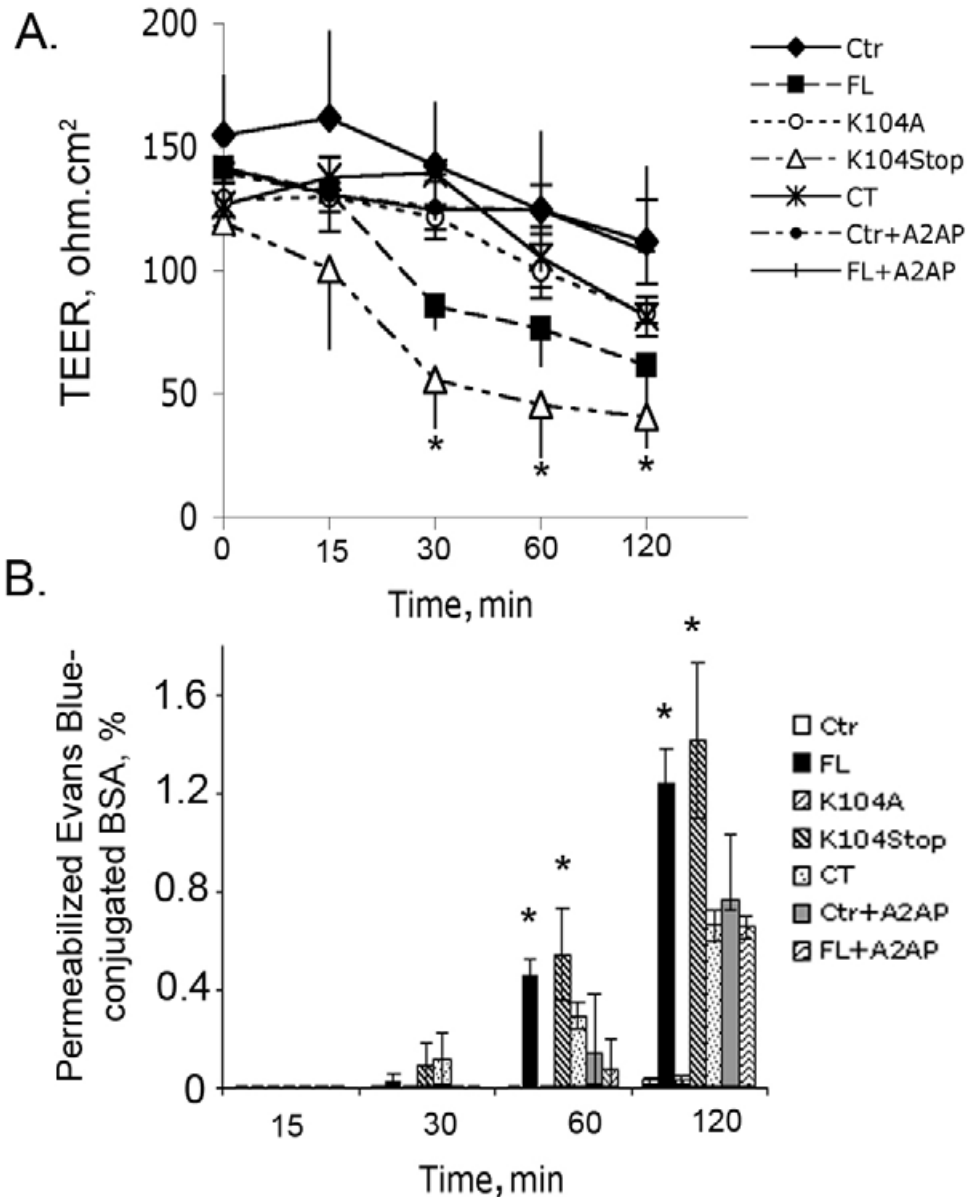 A.
TEER, ohm.cm²
200
150
100
50
0
0 15 30 60 120
Time, min
* * *
Ctr
FL
K104A
K104Stop
CT
Ctr+A2AP
FL+A2AP
B.
Permeabilized Evans Blue-
conjugated BSA, %
1.6
1.2
0.8
0.4
0
15 30 60 120
Time, min
* * * *
Ctr
FL
K104A
K104Stop
CT
Ctr+A2AP
FL+A2AP